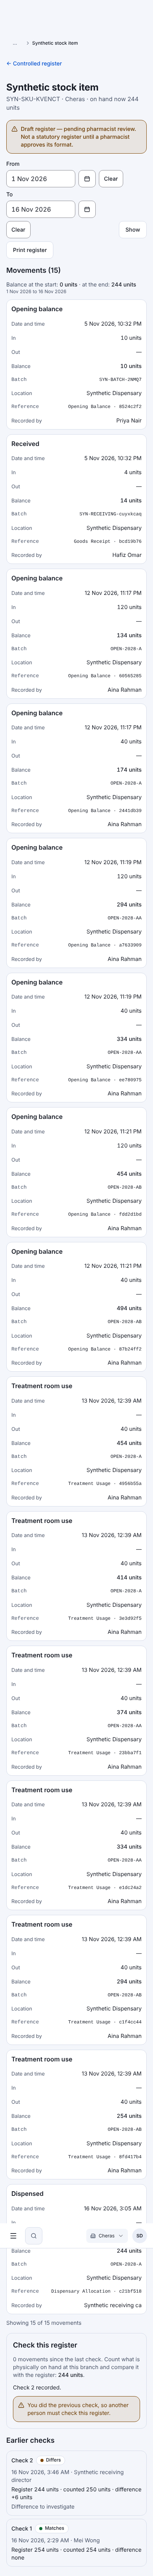 ... › Synthetic stock item
← Controlled register
Synthetic stock item
SYN-SKU-KVENCT · Cheras · on hand now 244
units
Draft register — pending pharmacist review.
Not a statutory register until a pharmacist
approves its format.
From
1 Nov 2026
Clear
To
16 Nov 2026
Clear
Show
Print register
Movements (15)
Balance at the start: 0 units · at the end: 244 units
1 Nov 2026 to 16 Nov 2026
Opening balance
Date and time 5 Nov 2026, 10:32 PM
In 10 units
Out —
Balance 10 units
Batch SYN-BATCH-2NMQ7
Location Synthetic Dispensary
Reference Opening Balance · 8524c2f2
Recorded by Priya Nair
Received
Date and time 5 Nov 2026, 10:32 PM
In 4 units
Out —
Balance 14 units
Batch SYN-RECEIVING-cuyvkcaq
Location Synthetic Dispensary
Reference Goods Receipt · bcd19b76
Recorded by Hafiz Omar
Opening balance
Date and time 12 Nov 2026, 11:17 PM
In 120 units
Out —
Balance 134 units
Batch OPEN-2028-A
Location Synthetic Dispensary
Reference Opening Balance · 60565285
Recorded by Aina Rahman
Opening balance
Date and time 12 Nov 2026, 11:17 PM
In 40 units
Out —
Balance 174 units
Batch OPEN-2028-A
Location Synthetic Dispensary
Reference Opening Balance · 2441db39
Recorded by Aina Rahman
Opening balance
Date and time 12 Nov 2026, 11:19 PM
In 120 units
Out —
Balance 294 units
Batch OPEN-2028-AA
Location Synthetic Dispensary
Reference Opening Balance · a7633909
Recorded by Aina Rahman
Opening balance
Date and time 12 Nov 2026, 11:19 PM
In 40 units
Out —
Balance 334 units
Batch OPEN-2028-AA
Location Synthetic Dispensary
Reference Opening Balance · ee780975
Recorded by Aina Rahman
Opening balance
Date and time 12 Nov 2026, 11:21 PM
In 120 units
Out —
Balance 454 units
Batch OPEN-2028-AB
Location Synthetic Dispensary
Reference Opening Balance · fdd2d1bd
Recorded by Aina Rahman
Opening balance
Date and time 12 Nov 2026, 11:21 PM
In 40 units
Out —
Balance 494 units
Batch OPEN-2028-AB
Location Synthetic Dispensary
Reference Opening Balance · 87b24ff2
Recorded by Aina Rahman
Treatment room use
Date and time 13 Nov 2026, 12:39 AM
In —
Out 40 units
Balance 454 units
Batch OPEN-2028-A
Location Synthetic Dispensary
Reference Treatment Usage · 4956b55a
Recorded by Aina Rahman
Treatment room use
Date and time 13 Nov 2026, 12:39 AM
In —
Out 40 units
Balance 414 units
Batch OPEN-2028-A
Location Synthetic Dispensary
Reference Treatment Usage · 3e3d92f5
Recorded by Aina Rahman
Treatment room use
Date and time 13 Nov 2026, 12:39 AM
In —
Out 40 units
Balance 374 units
Batch OPEN-2028-AA
Location Synthetic Dispensary
Reference Treatment Usage · 23bba7f1
Recorded by Aina Rahman
Treatment room use
Date and time 13 Nov 2026, 12:39 AM
In —
Out 40 units
Balance 334 units
Batch OPEN-2028-AA
Location Synthetic Dispensary
Reference Treatment Usage · e1dc24a2
Recorded by Aina Rahman
Treatment room use
Date and time 13 Nov 2026, 12:39 AM
In —
Out 40 units
Balance 294 units
Batch OPEN-2028-AB
Location Synthetic Dispensary
Reference Treatment Usage · c1f4cc44
Recorded by Aina Rahman
Treatment room use
Date and time 13 Nov 2026, 12:39 AM
In —
Out 40 units
Balance 254 units
Batch OPEN-2028-AB
Location Synthetic Dispensary
Reference Treatment Usage · 0fd417b4
Recorded by Aina Rahman
Dispensed
Date and time 16 Nov 2026, 3:05 AM
In —
Cheras
SD
Balance 244 units
Batch OPEN-2028-A
Location Synthetic Dispensary
Reference Dispensary Allocation · c25bf519
Recorded by Synthetic receiving ca
Showing 15 of 15 movements
Check this register
0 movements since the last check. Count what is
physically on hand at this branch and compare it
with the register: 244 units.
Check 2 recorded.
You did the previous check, so another
person must check this register.
Earlier checks
Check 2 Differs
16 Nov 2026, 3:46 AM · Synthetic receiving
director
Register 244 units · counted 250 units · difference
+6 units
Difference to investigate
Check 1 Matches
16 Nov 2026, 2:29 AM · Mei Wong
Register 254 units · counted 254 units · difference
none